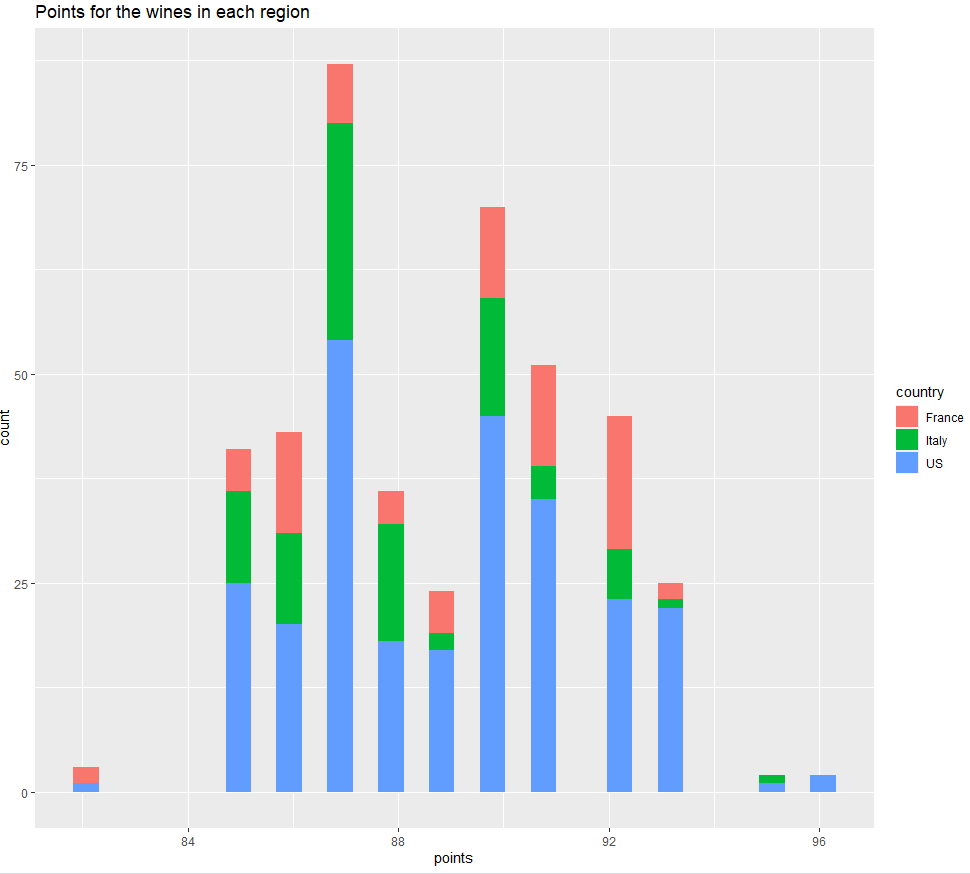 Points for the wines in each region
75
50
25
0
count
84
88
92
96
points
country
France
Italy
US